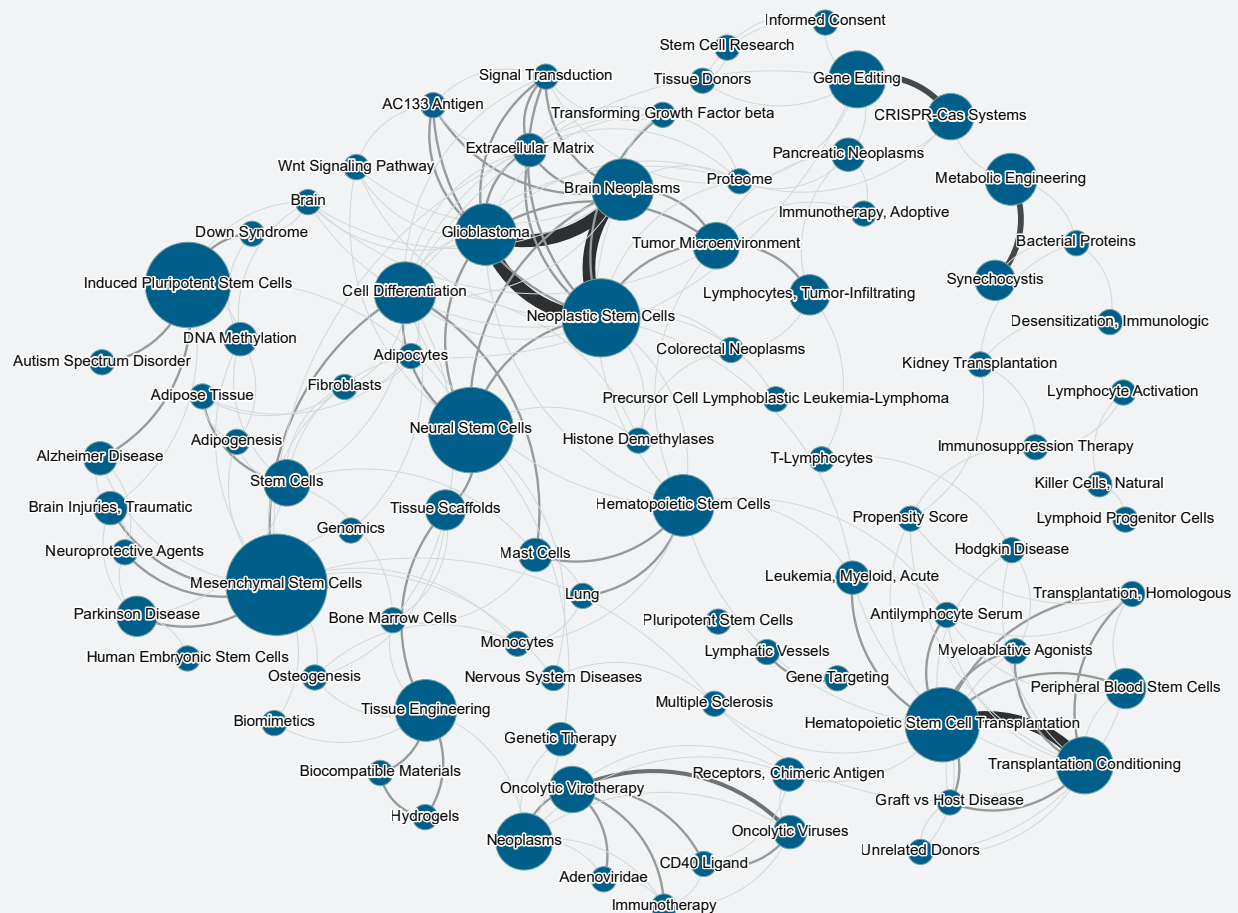 Informed Consent
Stem Cell Research
Signal Transduction
Tissue Donors
Gene Editing
AC133 Antigen
Transforming Growth Factor beta
CRISPR-Cas Systems
Extracellular Matrix
Pancreatic Neoplasms
Wnt Signaling Pathway
Brain Neoplasms
Proteome
Metabolic Engineering
Brain
Immunotherapy, Adoptive
Down Syndrome
Glioblastoma
Tumor Microenvironment
Bacterial Proteins
Induced Pluripotent Stem Cells
Cell Differentiation
Lymphocytes, Tumor-Infiltrating
Synechocystis
Neoplastic Stem Cells
Desensitization, Immunologic
DNA Methylation
Autism Spectrum Disorder
Adipocytes
Colorectal Neoplasms
Kidney Transplantation
Fibroblasts
Adipose Tissue
Precursor Cell Lymphoblastic Leukemia-Lymphoma
Lymphocyte Activation
Adipogenesis
Neural Stem Cells
Histone Demethylases
Immunosuppression Therapy
Alzheimer Disease
T-Lymphocytes
Stem Cells
Killer Cells, Natural
Brain Injuries, Traumatic
Tissue Scaffolds
Hematopoietic Stem Cells
Propensity Score
Lymphoid Progenitor Cells
Genomics
Neuroprotective Agents
Mast Cells
Hodgkin Disease
Mesenchymal Stem Cells
Leukemia, Myeloid, Acute
Lung
Transplantation, Homologous
Parkinson Disease
Bone Marrow Cells
Pluripotent Stem Cells
Antilymphocyte Serum
Monocytes
Lymphatic Vessels
Myeloablative Agonists
Human Embryonic Stem Cells
Osteogenesis
Nervous System Diseases
Gene Targeting
Peripheral Blood Stem Cells
Biomimetics
Tissue Engineering
Multiple Sclerosis
Hematopoietic Stem Cell Transplantation
Genetic Therapy
Transplantation Conditioning
Biocompatible Materials
Oncolytic Virotherapy
Receptors, Chimeric Antigen
Graft vs Host Disease
Hydrogels
Neoplasms
Oncolytic Viruses
Unrelated Donors
CD40 Ligand
Adenoviridae
Immunotherapy